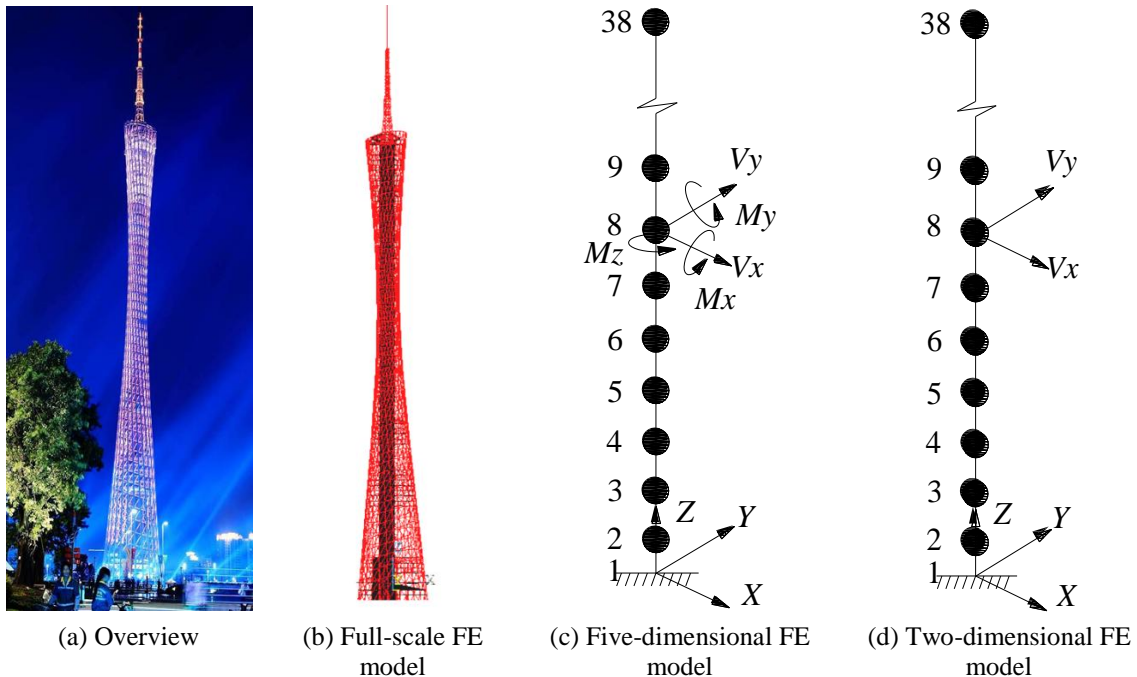 38
9
8
7
6
5
4
3
2
1
Vy
My
Mz
Vx
Mx
Z
Y
X
38
9
8
7
6
5
4
3
2
1
Vy
Vx
Z
Y
X
(a) Overview
(b) Full-scale FE
model
(c) Five-dimensional FE
model
(d) Two-dimensional FE
model